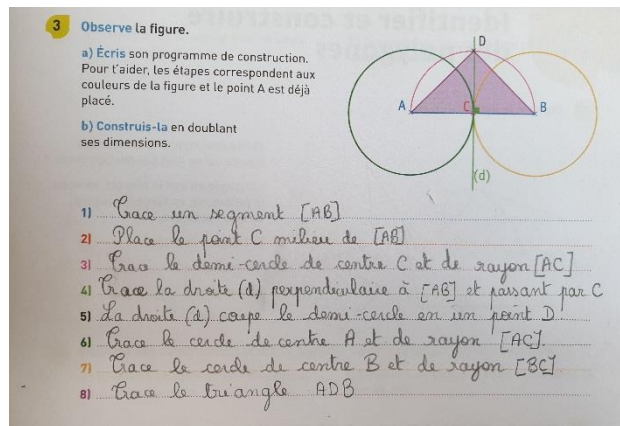 3 Observe la figure.
a) Écris son programme de construction.
Pour t'aider, les étapes correspondent aux
couleurs de la figure et le point A est déjà
placé.
b) Construis-la en doublant
ses dimensions.
D
A
C
B
(d)
1) Trace un segment [AB]
2) Place le point C milieu de [AB]
3) Trace le demi-cercle de centre C et de rayon [AC]
4) Trace la droite (d) perpendiculaire à [AB] et passant par C
5) La droite (d) coupe le demi-cercle en un point D.
6) Trace le cercle de centre A et de rayon [AC].
7) Trace le cercle de centre B et de rayon [BC]
8) Trace le triangle ADB